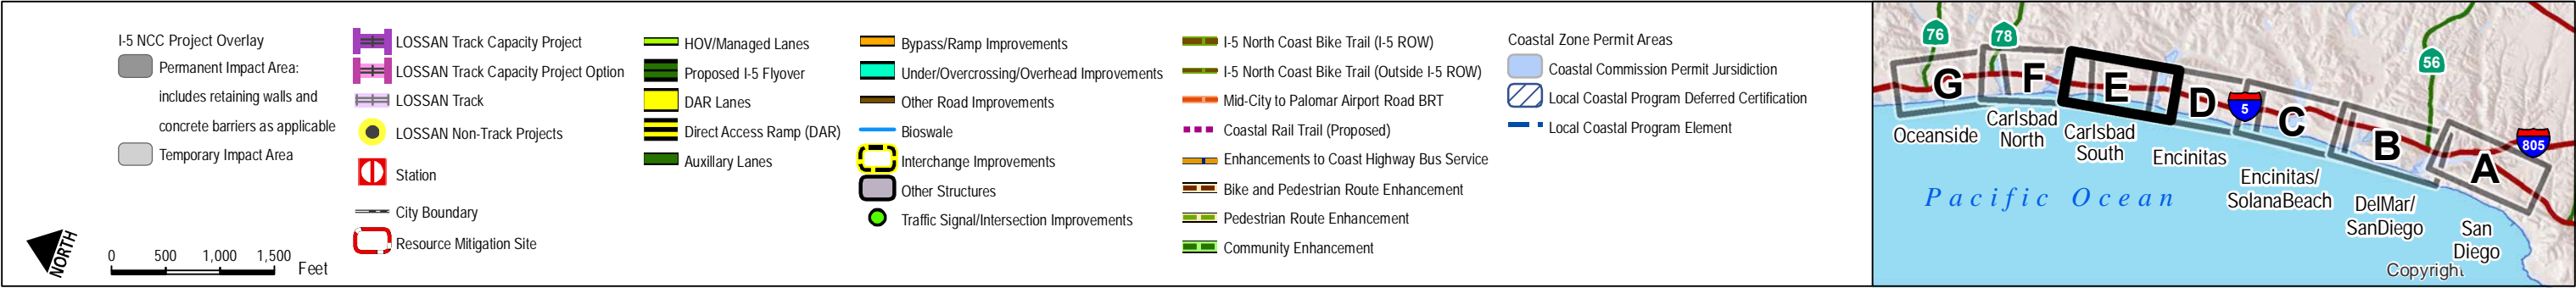 I-5 NCC Project Overlay
Permanent Impact Area:
includes retaining walls and
concrete barriers as applicable
Temporary Impact Area
NORTH
0 500 1,000 1,500
Feet
LOSSAN Track Capacity Project
LOSSAN Track Capacity Project Option
LOSSAN Track
LOSSAN Non-Track Projects
Station
City Boundary
Resource Mitigation Site
HOV/Managed Lanes
Proposed I-5 Flyover
DAR Lanes
Direct Access Ramp (DAR)
Auxillary Lanes
Bypass/Ramp Improvements
Under/Overcrossing/Overhead Improvements
Other Road Improvements
Bioswale
Interchange Improvements
Other Structures
Traffic Signal/Intersection Improvements
I-5 North Coast Bike Trail (I-5 ROW)
I-5 North Coast Bike Trail (Outside I-5 ROW)
Mid-City to Palomar Airport Road BRT
Coastal Rail Trail (Proposed)
Enhancements to Coast Highway Bus Service
Bike and Pedestrian Route Enhancement
Pedestrian Route Enhancement
Community Enhancement
Coastal Zone Permit Areas
Coastal Commission Permit Jursidiction
Local Coastal Program Deferred Certification
Local Coastal Program Element
76
78
56
5
805
G
F
E
D
C
B
A
Oceanside
Carlsbad
North
Carlsbad
South
Encinitas
Encinitas/
SolanaBeach
DelMar/
SanDiego
San
Diego
Pacific Ocean
Copyright